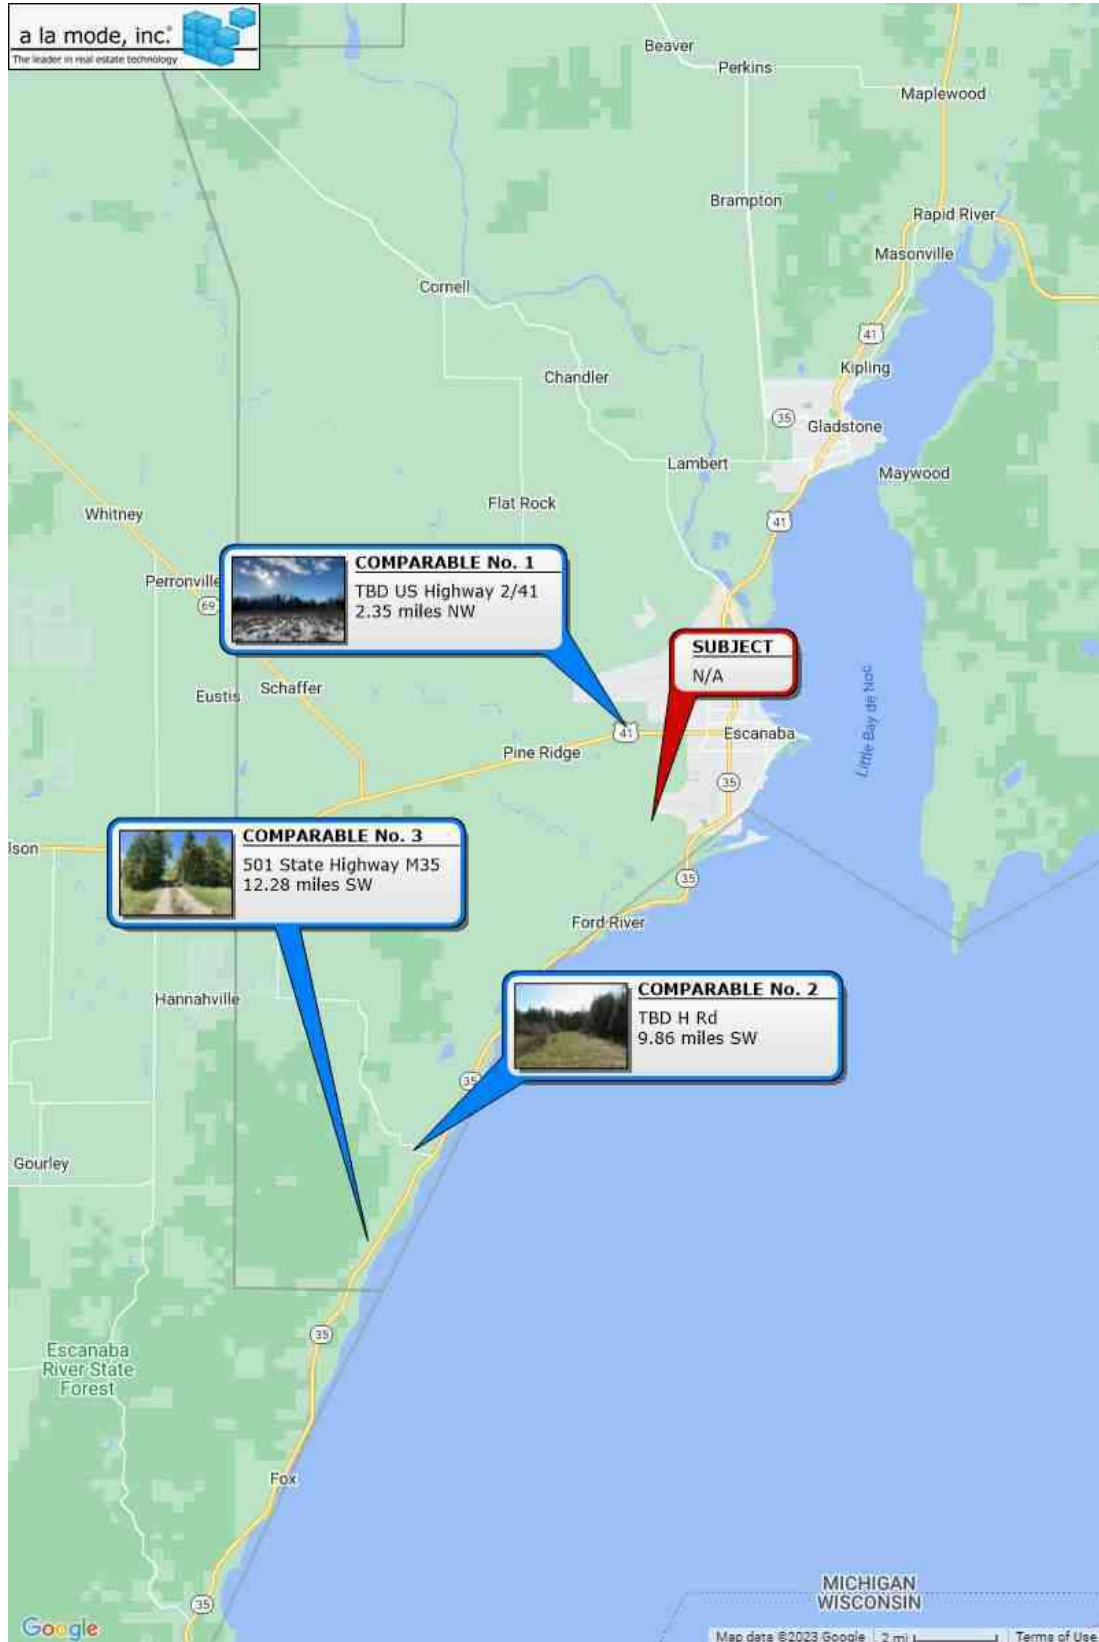 a la mode, inc.
The leader in real estate technology
Beaver
Perkins
Maplewood
Brampton
Rapid River
Masonville
Cornell
41
Kipling
Chandler
35
Gladstone
Lambert
Maywood
Flat Rock
Whitney
41
COMPARABLE No. 1
TBD US Highway 2/41
2.35 miles NW
Perronville
69
SUBJECT
N/A
Eustis
Schaffer
Little Bay de Noc
41
Escanaba
Pine Ridge
35
COMPARABLE No. 3
501 State Highway M35
12.28 miles SW
lson
35
Ford River
COMPARABLE No. 2
TBD H Rd
9.86 miles SW
Hannahville
35
Gourley
35
Escanaba
River State
Forest
Fox
MICHIGAN
WISCONSIN
35
Google
Map data ©2023 Google
2 mi
Terms of Use